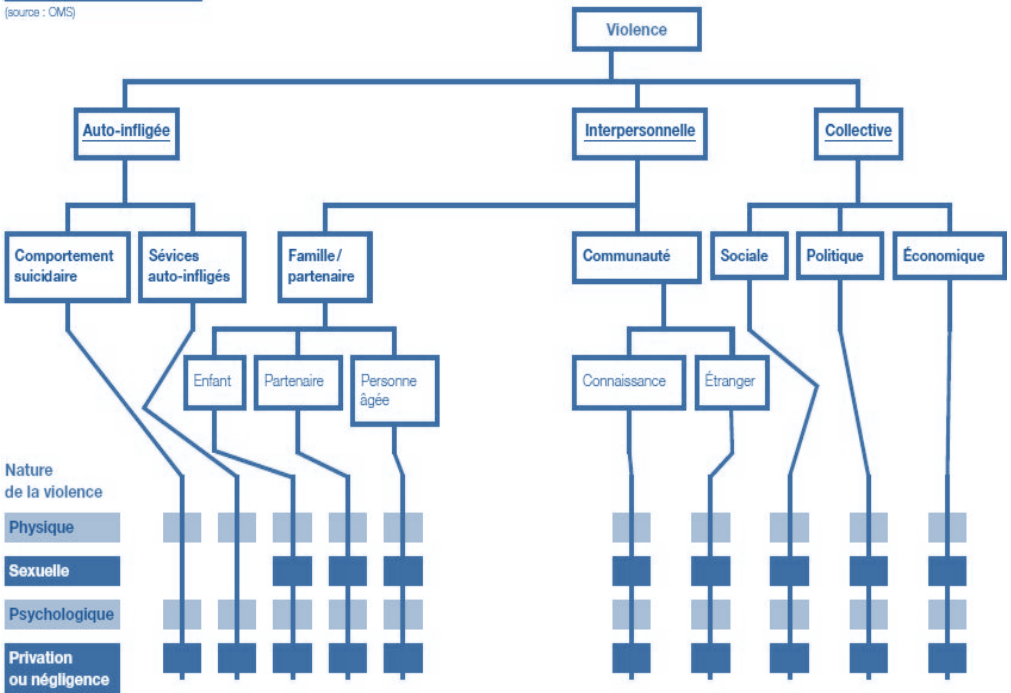 (source : OMS)
Violence
Auto-infligée
Interpersonnelle
Collective
Comportement
suicidaire
Sévices
auto-infligés
Famille/
partenaire
Communauté
Sociale
Politique
Économique
Enfant
Partenaire
Personne
âgée
Connaissance
Étranger
Nature
de la violence
Physique
Sexuelle
Psychologique
Privation
ou négligence